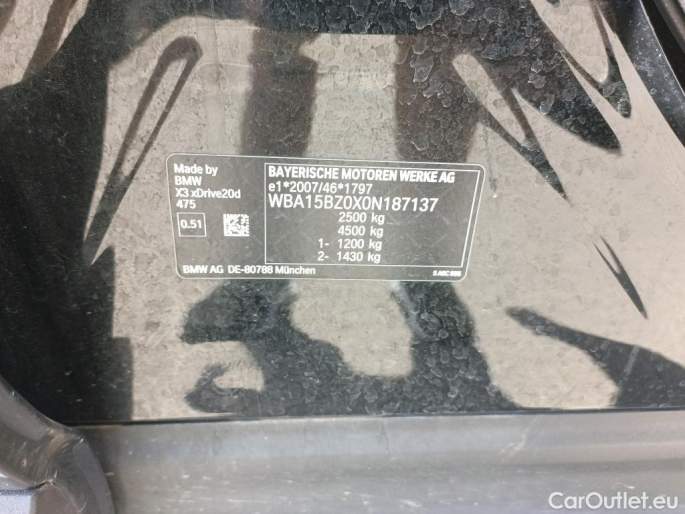 Made by
BMW
X3 xDrive20d
475
0.51
BAYERISCHE MOTOREN WERKE AG
e1*2007/46*1797
WBA15BZ0X0N187137
2500 kg
4500 kg
1- 1200 kg
2- 1430 kg
BMW AG DE-80788 München
CarOutlet.eu